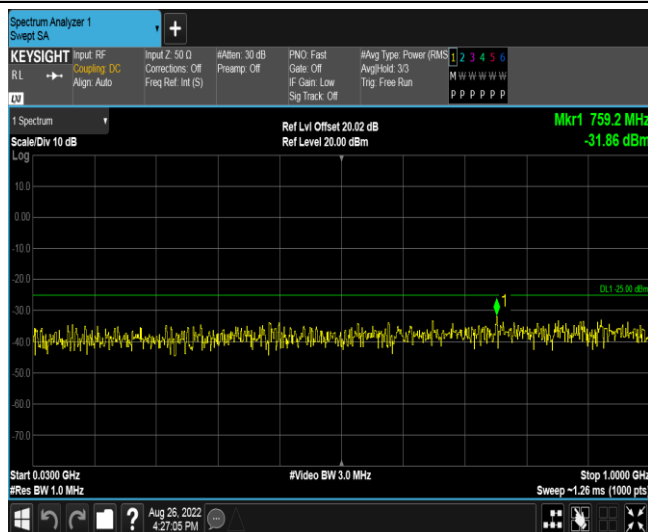 Spectrum Analyzer 1
Swept SA
+
KEYSIGHT Input: RF Input Z: 50 Ω #Atten: 30 dB PNO: Fast #Avg Type: Power (RMS 1 2 3 4 5 6
RL Coupling: DC Corrections: Off Preamp: Off Gate: Off Avg|Hold: 3/3 M W W W W W
Align: Auto Freq Ref: Int (S) IF Gain: Low Trig: Free Run
Sig Track: Off P P P P P P
LXI
1 Spectrum Ref Lvl Offset 20.02 dB Mkr1 759.2 MHz
Scale/Div 10 dB Ref Level 20.00 dBm -31.86 dBm
Log
10.0
0.00
-10.0
-20.0
DL1 -25.00 dBm
1
-30.0
-40.0
-50.0
-60.0
-70.0
Start 0.0300 GHz #Video BW 3.0 MHz Stop 1.0000 GHz
#Res BW 1.0 MHz Sweep ~1.26 ms (1000 pts)
? Aug 26, 2022
4:27:05 PM